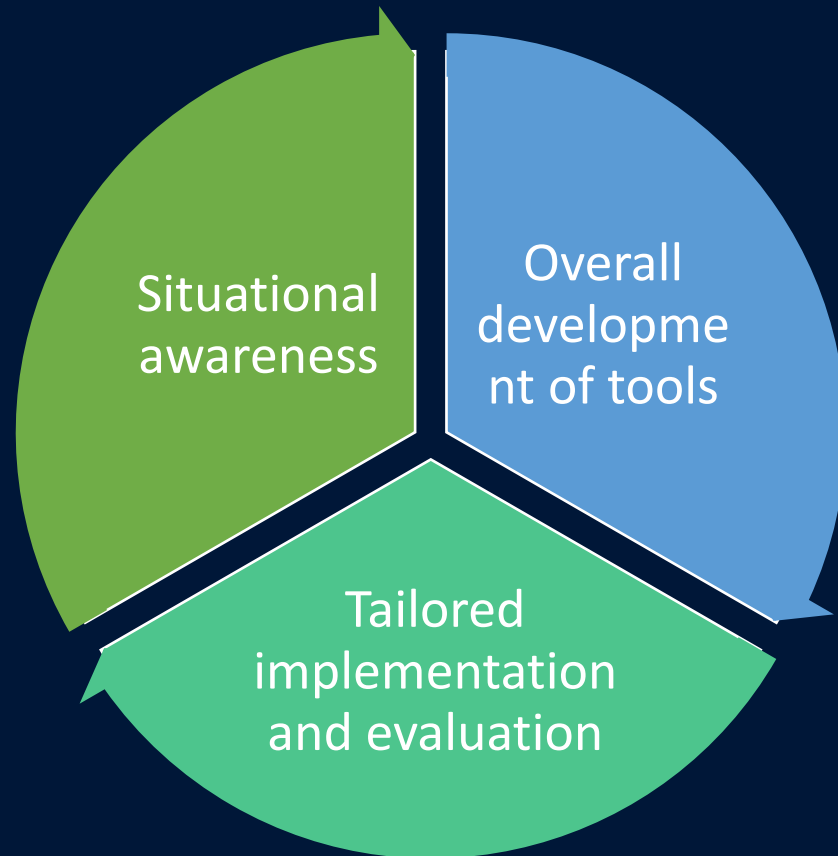 Situational
awareness
Overall
developme
nt of tools
Tailored
implementation
and evaluation